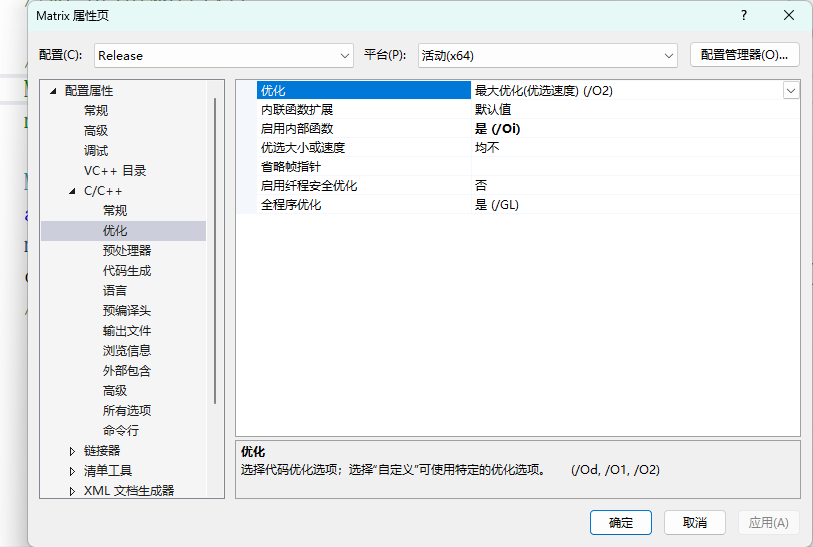 Matrix 属性页
?
配置(C):
Release
平台(P):
活动(x64)
配置管理器(O)...
配置属性
常规
高级
调试
VC++ 目录
C/C++
常规
优化
预处理器
代码生成
语言
预编译头
输出文件
浏览信息
外部包含
高级
所有选项
命令行
链接器
清单工具
XML 文档生成器
优化 最大优化(优选速度) (/O2)
内联函数扩展 默认值
启用内部函数 是 (/Oi)
优选大小或速度 均不
省略帧指针
启用纤程安全优化 否
全程序优化 是 (/GL)
优化
选择代码优化选项；选择“自定义”可使用特定的优化选项。 (/Od, /O1, /O2)
确定
取消
应用(A)